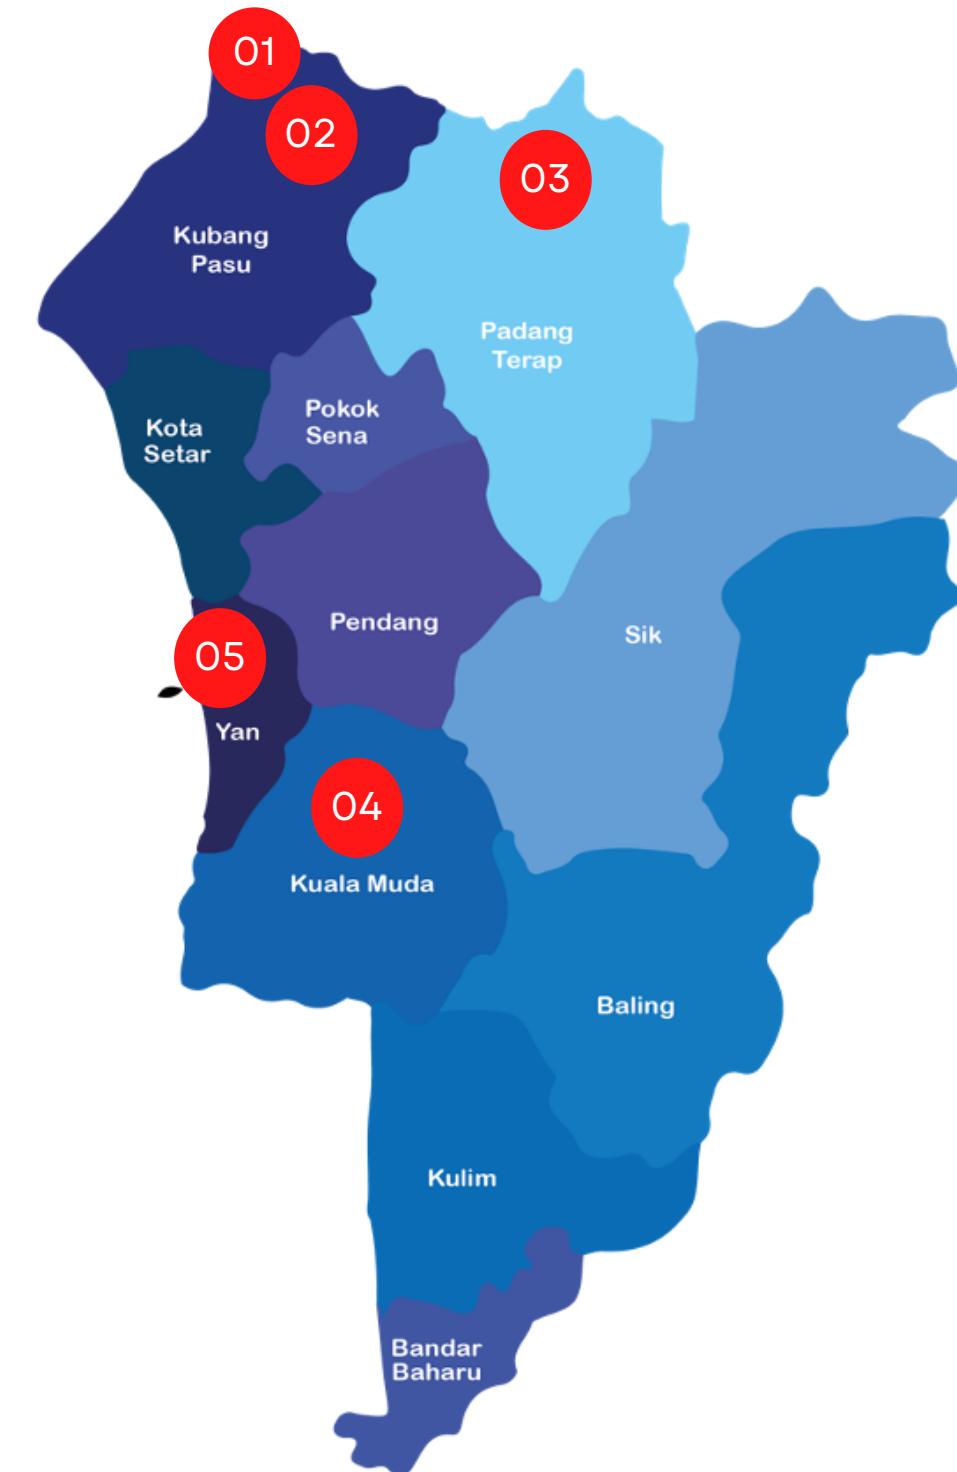 01
02
03
Kubang
Pasu
Padang
Terap
Pokok
Sena
Kota
Setar
Pendang
Sik
05
Yan
04
Kuala Muda
Baling
Kulim
Bandar
Baharu